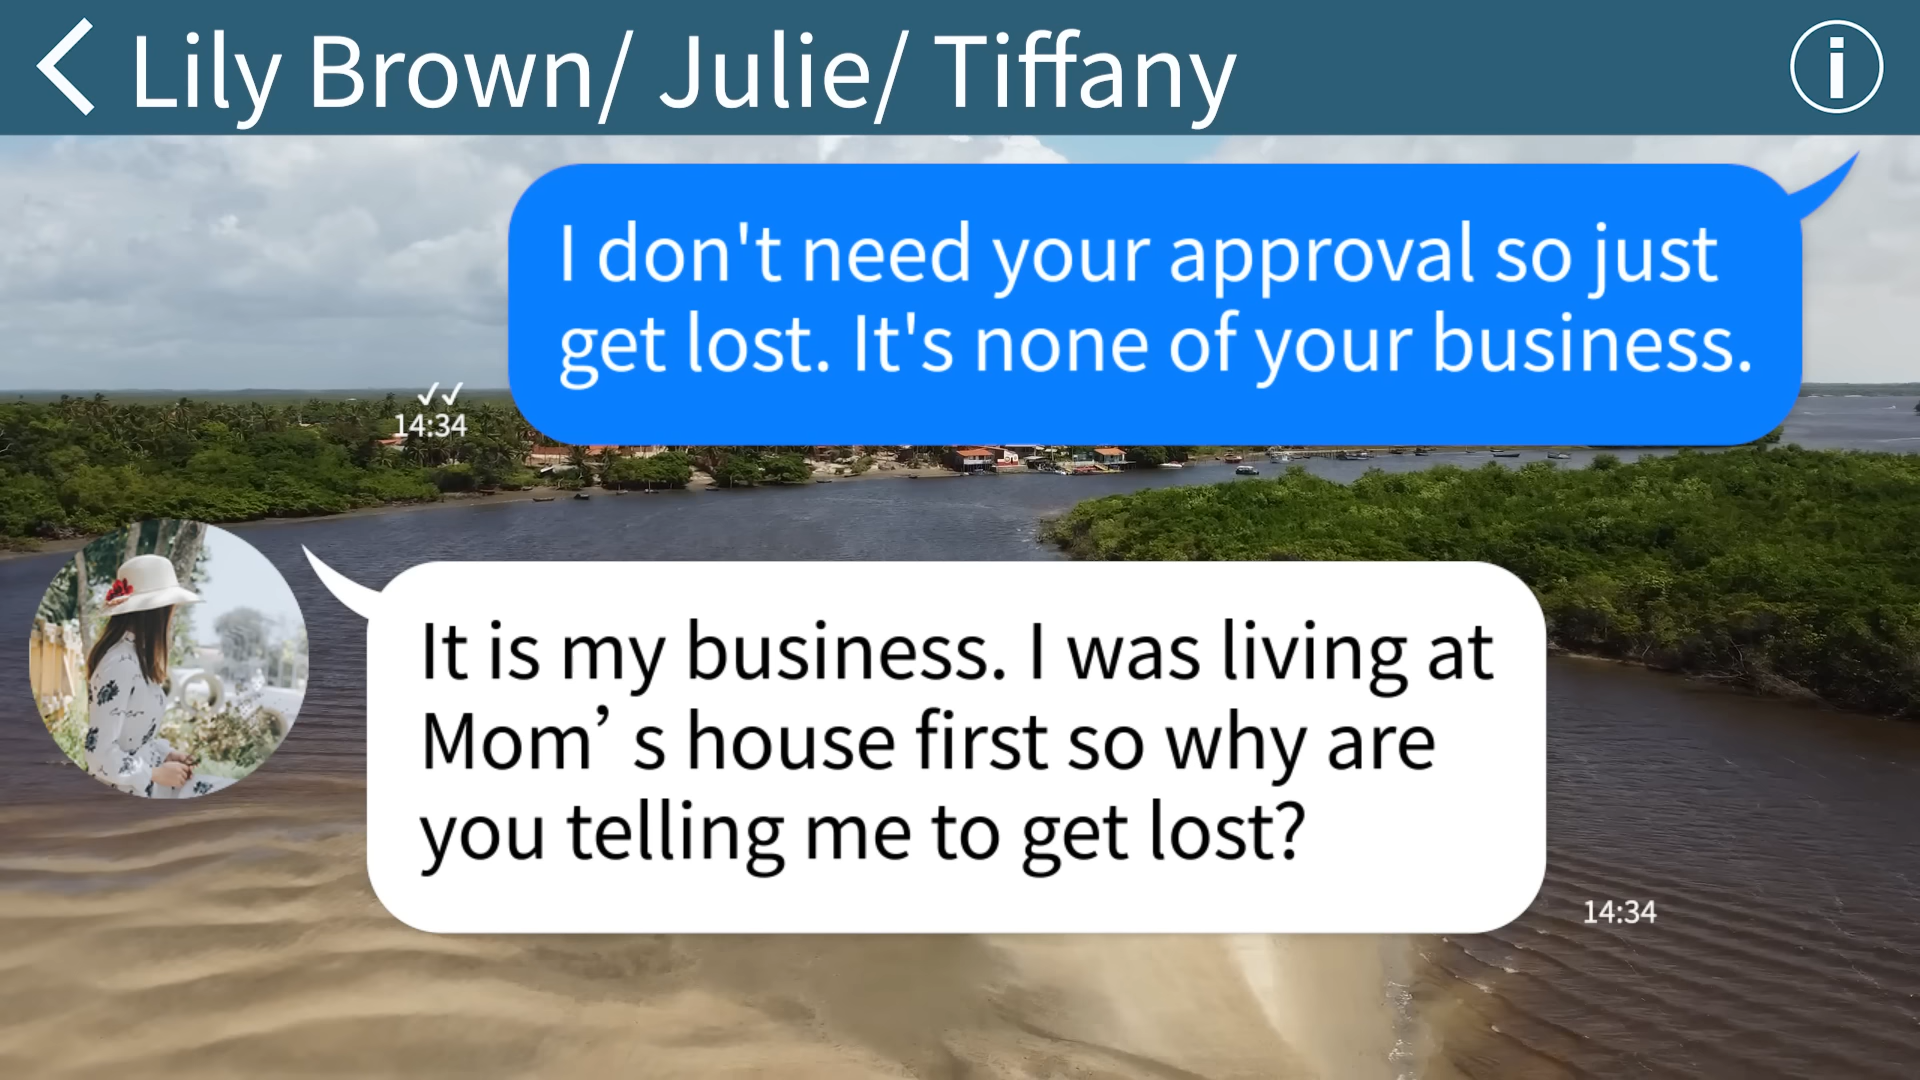 Lily Brown/ Julie/ Tiffany
I don't need your approval so just
get lost. It's none of your business.
14:34
It is my business. I was living at
Mom’s house first so why are
you telling me to get lost?
14:34